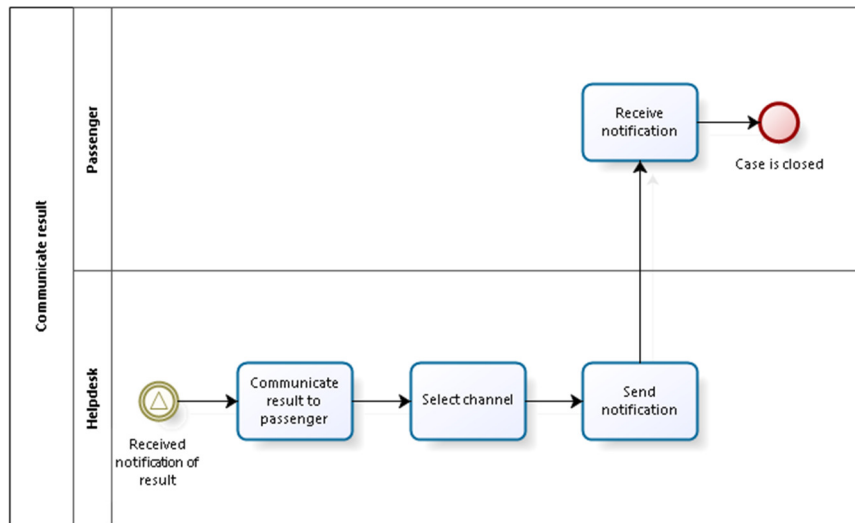 Communicate result
Passenger
Receive
notification
Case is closed
Helpdesk
Received
notification of
result
Communicate
result to
passenger
Select channel
Send
notification